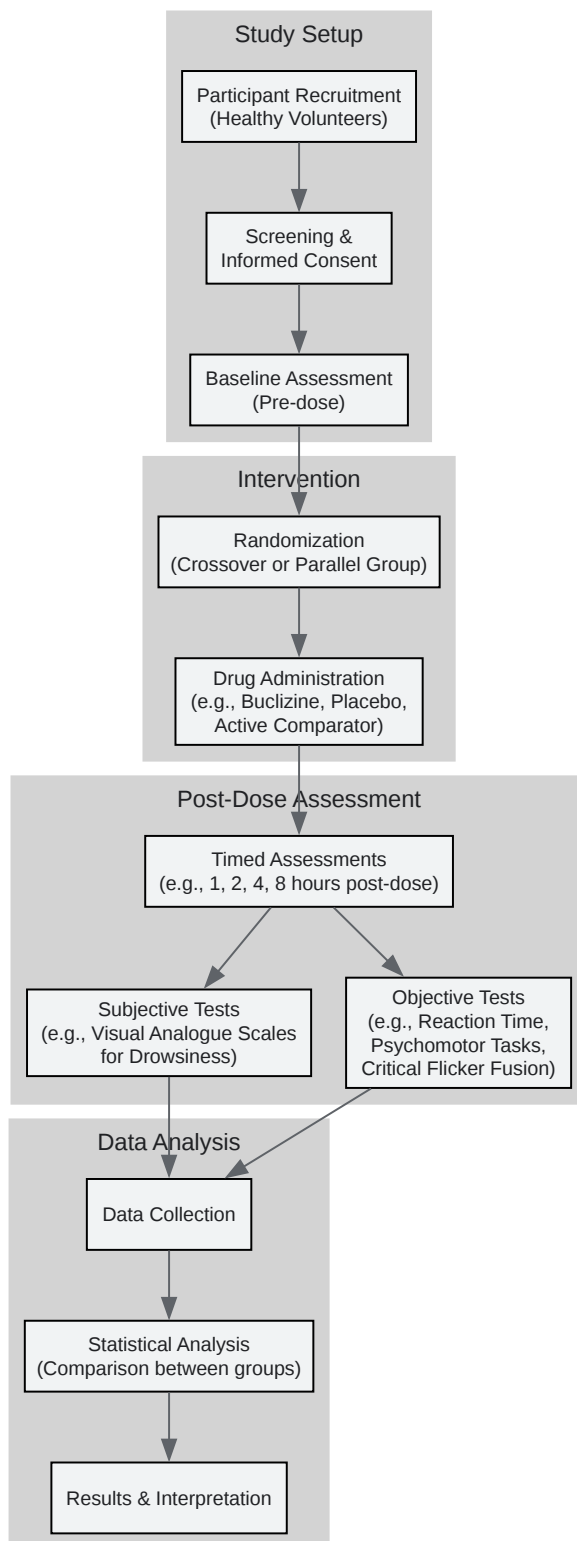 Study Setup
Participant Recruitment
(Healthy Volunteers)
Screening &
Informed Consent
Baseline Assessment
(Pre-dose)
Intervention
Randomization
(Crossover or Parallel Group)
Drug Administration
(e.g., Buclizine, Placebo,
Active Comparator)
Post-Dose Assessment
Timed Assessments
(e.g., 1, 2, 4, 8 hours post-dose)
Subjective Tests
(e.g., Visual Analogue Scales
for Drowsiness)
Objective Tests
(e.g., Reaction Time,
Psychomotor Tasks,
Critical Flicker Fusion)
Data Analysis
Data Collection
Statistical Analysis
(Comparison between groups)
Results & Interpretation